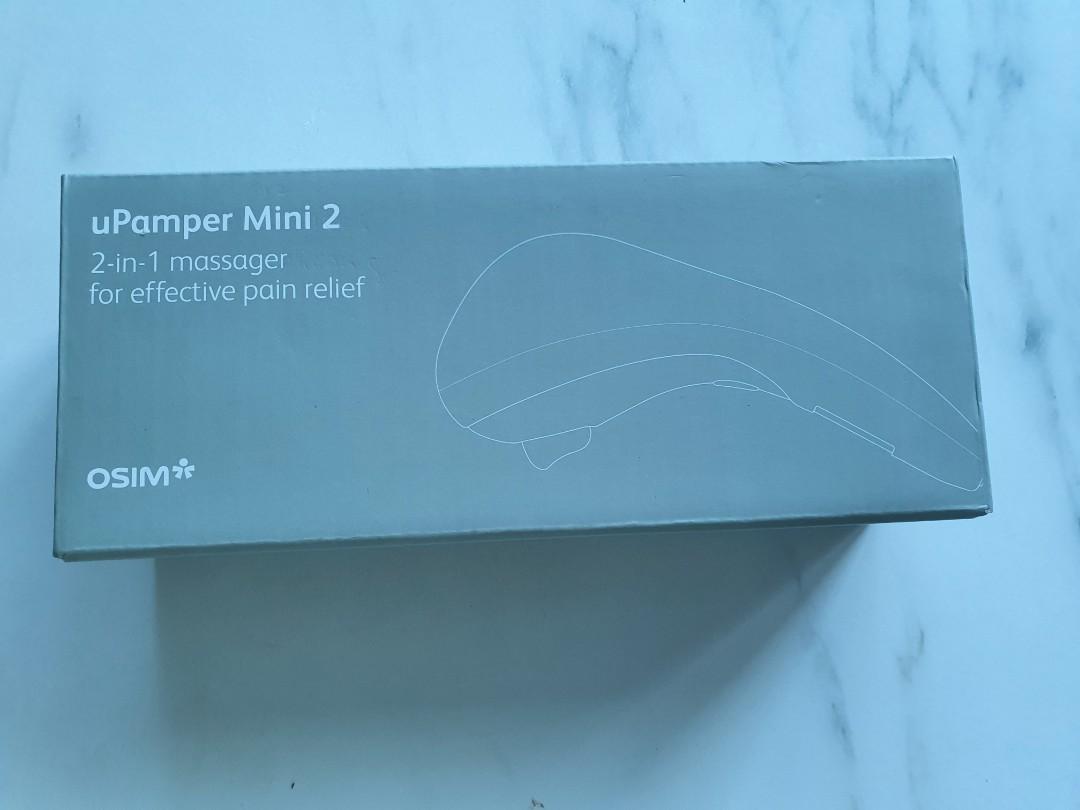 uPamper Mini 2
2-in-1 massager
for effective pain relief
OSIM